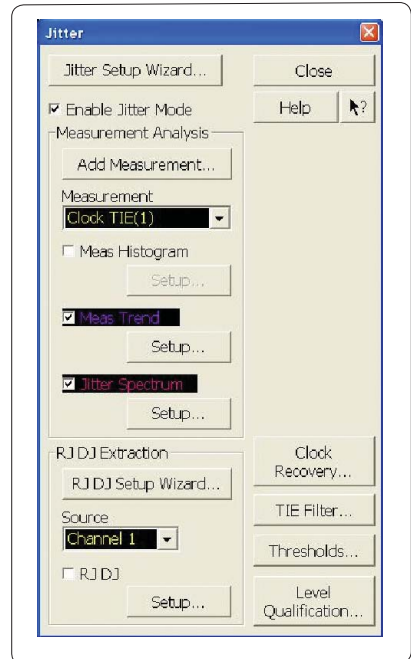 Jitter
Jitter Setup Wizard...
Close
Enable Jitter Mode
Help
?
Measurement Analysis
Add Measurement...
Measurement
Clock TIE(1)
Meas Histogram
Setup...
Meas Trend
Setup...
Jitter Spectrum
Setup...
RJ DJ Extraction
RJ DJ Setup Wizard...
Source
Channel 1
RJ DJ
Setup...
Clock
Recovery...
TIE Filter...
Thresholds...
Level
Qualification...